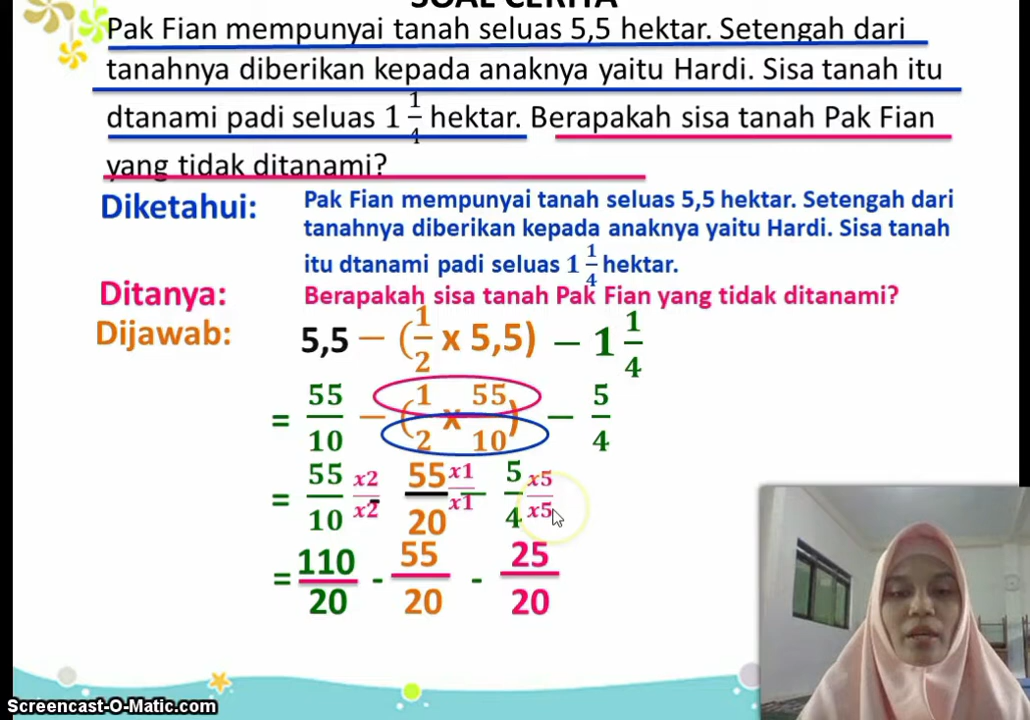 SOAL CERITA
Pak Fian mempunyai tanah seluas 5,5 hektar. Setengah dari
tanahnya diberikan kepada anaknya yaitu Hardi. Sisa tanah itu
dtanami padi seluas 1 1/4 hektar. Berapakah sisa tanah Pak Fian
yang tidak ditanami?
Diketahui: Pak Fian mempunyai tanah seluas 5,5 hektar. Setengah dari
tanahnya diberikan kepada anaknya yaitu Hardi. Sisa tanah
itu dtanami padi seluas 1 1/4 hektar.
Ditanya: Berapakah sisa tanah Pak Fian yang tidak ditanami?
Dijawab: 5,5 − (1/2 x 5,5) − 1 1/4
= 55/10 − (1/2 x 55/10) − 5/4
= 55/10 x2/x2 - 55/20 x1/x1 − 5/4 x5/x5
= 110/20 - 55/20 - 25/20
Screencast-O-Matic.com